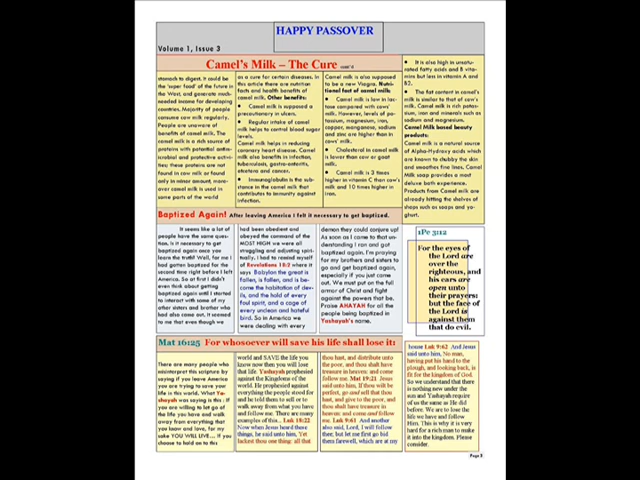 HAPPY PASSOVER
Volume 1, Issue 3
Camel's Milk – The Cure cont'd
stomach to digest. It could be
the 'super food' of the future in
the West; and generate much-
needed income for developing
countries. Majority of people
consume cow milk regularly.
People are unaware of
benefits of camel milk. The
camel milk is a rich source of
proteins with potential antimi-
crobial and protective activi-
ties; these proteins are not
found in cow milk or found
only in minor amount, more-
over camel milk is used in
some parts of the world
as a cure for certain diseases. In
this article there are nutrition
facts and health benefits of
camel milk. Other benefits:
• Camel milk is supposed a
precautionary in ulcers.
• Regular intake of camel
milk helps to control blood sugar
levels.
Camel milk helps in reducing
coronary heart disease. Camel
milk also benefits in infection,
tuberculosis, gastro-enteritis,
strictons and cancer.
• Immunoglobulin is the sub-
stance in the camel milk that
contributes to immunity against
infection.
Camel milk is also supposed
to be a new Viagra. Nutri-
tional fact of camel milk:
• Camel milk is low in lac-
tose compared with cows'
milk. However, levels of po-
tassium, magnesium, iron,
copper, manganese, sodium
and zinc are higher than in
cows' milk.
• Cholesterol in camel milk
is lower than cow or goat
milk.
• Camel milk is 3 times
higher in vitamin C than cow's
milk and 10 times higher in
iron.
• It is also high in unsatu-
rated fatty acids and B vita-
mins but less in vitamin A and
B2.
• The fat content in camel's
milk is similar to that of cow's
milk. Camel milk is rich potas-
sium, iron and minerals such as
sodium and magnesium.
Camel Milk based beauty
products:
Camel milk is a natural source
of Alpha-Hydroxy acids which
are known to chubby the skin
and smoothes fine lines. Camel
Milk soap provides a most
deluxe bath experience.
Products from Camel milk are
already hitting the shelves of
shops such as soaps and yo-
ghurt.
Baptized Again! After leaving America I felt it necessary to get baptized.
It seems like a lot of
people have the same ques-
tion. Is it necessary to get
baptized again once you
learn the truth? Well, for me I
had gotten baptized for the
second time right before I left
America. So at first I didn't
even think about getting
baptized again until I started
to interact with some of my
other sisters and brother who
had also come out. It seemed
to me that even though we
had been obedient and
obeyed the command of the
MOST HIGH we were all
struggling and adjusting spirit-
ually. I had to remind myself
of Revelations 18:2 where it
says Babylon the great is
fallen, is fallen, and is be-
come the habitation of dev-
ils, and the hold of every
foul spirit, and a cage of
every unclean and hateful
bird. So in America we
were dealing with every
demon they could conjure up!
As soon as I came to that un-
derstanding I ran and got
baptized again. I'm praying
for my brothers and sisters to
go and get baptized again,
especially if you just came
out. We must put on the full
armor of Christ and fight
against the powers that be.
Praise AHAYAH for all the
people being baptized in
Yashayah's name.
1Pe 3:12
For the eyes of
the Lord are
over the
righteous, and
his ears are
open unto
their prayers:
but the face of
the Lord is
against them
that do evil.
Mat 16:25 For whosoever will save his life shall lose it:
There are many people who
misinterpret this scripture by
saying if you leave America
you are trying to save your
life is this world. What Ya-
shayah was saying is this : If
you are willing to let go of
the life you have and walk
away from everything that
you know and love, for my
sake YOU WILL LIVE... If you
choose to hold on to this
world and SAVE the life you
know now then you will lose
that life. Yashayah prophesied
against the Kingdoms of the
world. He prophesied against
everything the people stood for
and he told them to sell or to
walk away from what you have
and follow me. There are many
examples of this... Luk 18:22
Now when Jesus heard these
things, he said unto him, Yet
lackest thou one thing: all that
thou hast, and distribute unto
the poor, and thou shalt have
treasure in heaven: and come,
follow me. Mat 19:21 Jesus
said unto him, If thou wilt be
perfect, go and sell that thou
hast, and give to the poor, and
thou shalt have treasure in
heaven: and come and follow
me. Luk 9:61 And another
also said, Lord, I will follow
thee; but let me first go bid
them farewell, which are at my
house Luk 9:62 And Jesus
said unto him, No man,
having put his hand to the
plough, and looking back, is
fit for the kingdom of God.
So we understand that there
is nothing new under the
sun and Yashayah require
of us the same as He did
before. We are to lose the
life we have and follow
Him. This is why it is very
hard for a rich man to make
it into the kingdom. Please
consider.
Page 3